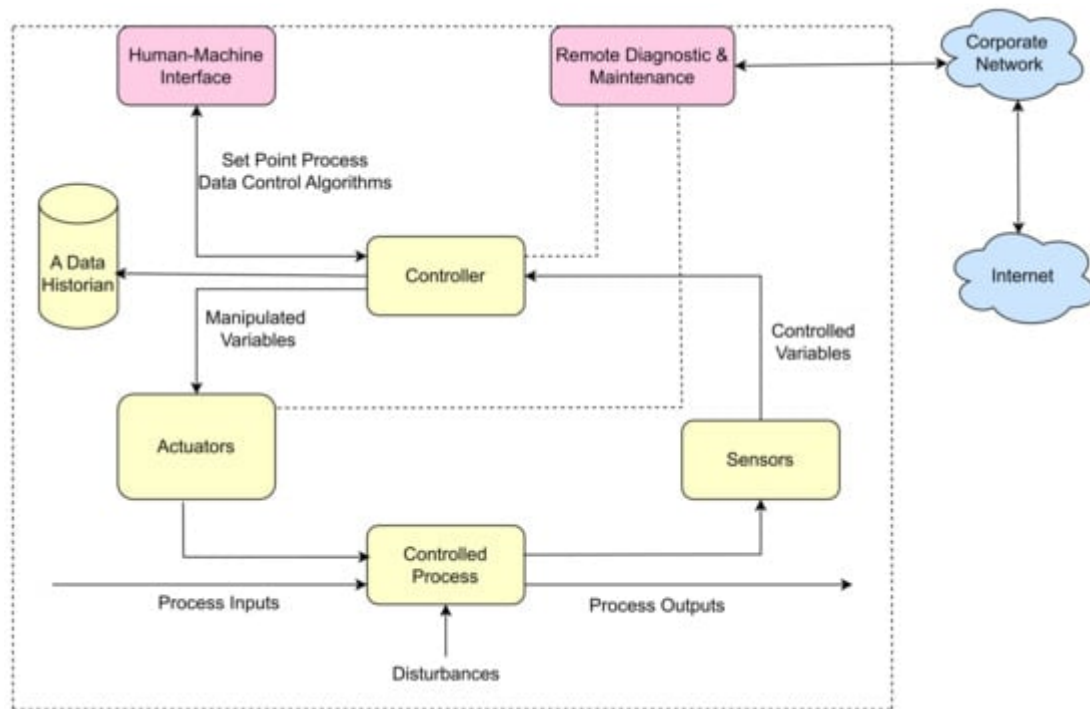 Human-Machine
Interface
Remote Diagnostic &
Maintenance
Corporate
Network
Set Point Process
Data Control Algorithms
A Data
Historian
Controller
Internet
Manipulated
Variables
Controlled
Variables
Actuators
Sensors
Controlled
Process
Process Inputs
Process Outputs
Disturbances